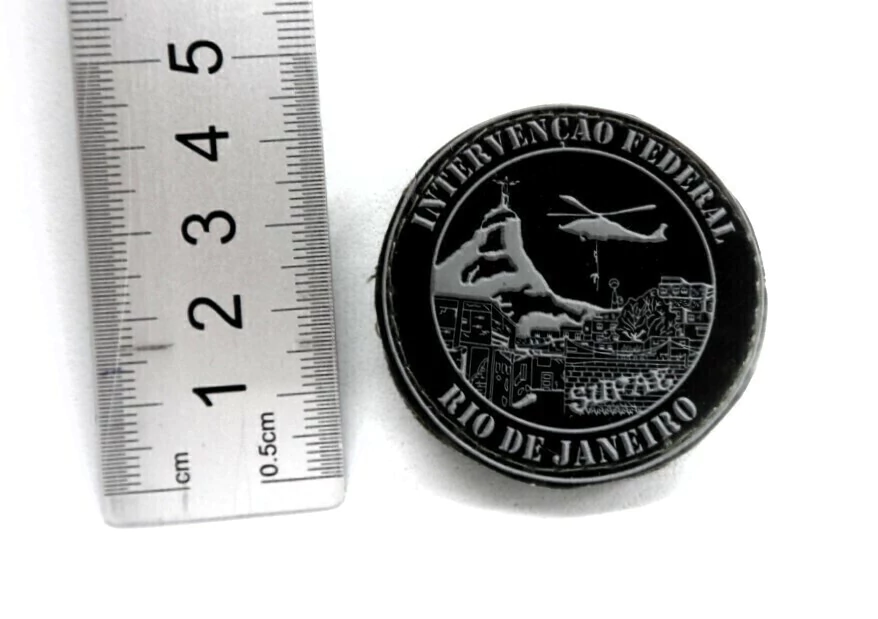 5
4
3
2
1
cm
0.5cm
INTERVENÇÃO FEDERAL
RIO DE JANEIRO